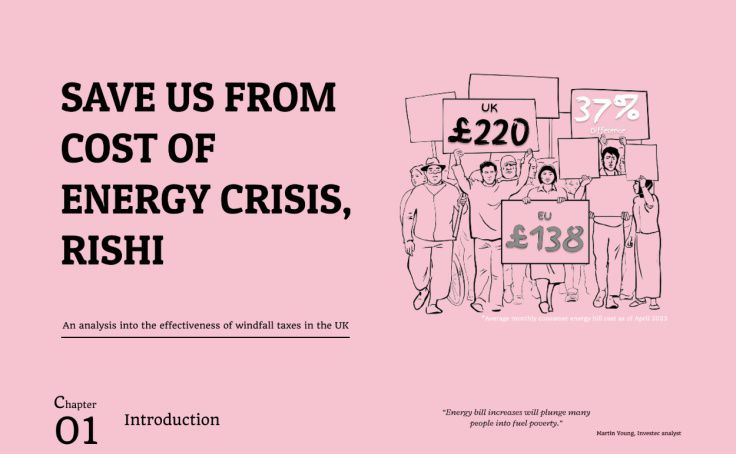 SAVE US FROM
COST OF
ENERGY CRISIS,
RISHI
An analysis into the effectiveness of windfall taxes in the UK
UK
£220
37%
Difference
EU
£138
*Average monthly consumer energy bill cost as of April 2023
Chapter
01
Introduction
"Energy bill increases will plunge many
people into fuel poverty."
Martin Young, Investec analyst